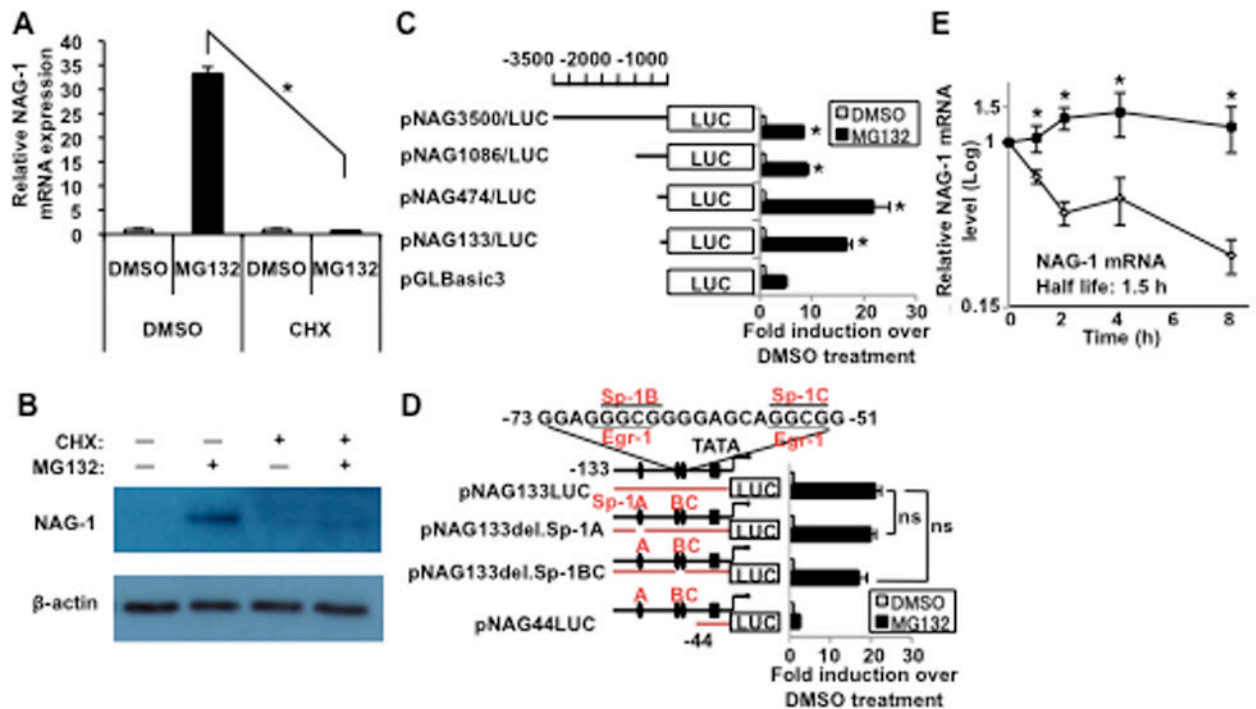 A
Relative NAG-1
mRNA expression
40
35
30
25
20
15
10
5
0
*
DMSO MG132 DMSO MG132
DMSO CHX
B
CHX: — — + +
MG132: — + — +
NAG-1
β-actin
C
-3500 -2000 -1000
DMSO
MG132
pNAG3500/LUC LUC *
pNAG1086/LUC LUC *
pNAG474/LUC LUC *
pNAG133/LUC LUC *
pGLBasic3 LUC
0 10 20 30
Fold induction over
DMSO treatment
D
Sp-1B Sp-1C
-73 GGAGGGCGGGGAGCAGGCGG -51
Egr-1 Egr-1
TATA
-133
pNAG133LUC LUC
Sp-1A BC
pNAG133del.Sp-1A LUC
ns
ns
A BC
pNAG133del.Sp-1BC LUC
A BC
pNAG44LUC LUC
-44
DMSO
MG132
0 10 20 30
Fold induction over
DMSO treatment
E
Relative NAG-1 mRNA
level (Log)
1.5
1
0.15
* * * *
NAG-1 mRNA
Half life: 1.5 h
0 2 4 6 8
Time (h)